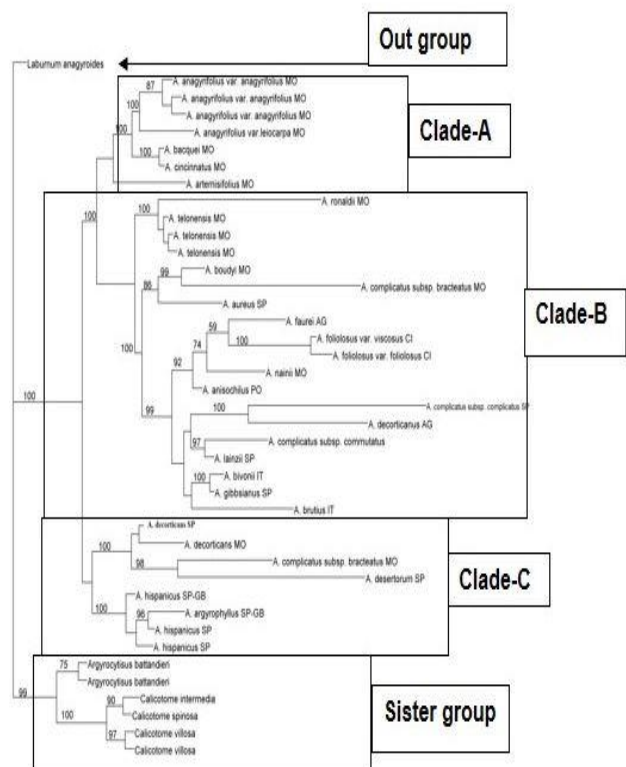 Out group
Laburnum anagyroides
A. anagyrifolius var. anagyrifolius MO
87
A. anagyrifolius var. anagyrifolius MO
100
A. anagyrifolius var. anagyrifolius MO
Clade-A
100
A. anagyrifolius var.leiocarpa MO
A. bacquei MO
100
A. cincinnatus MO
A. artemisifolius MO
A. ronaldii MO
100
100
A. telonensis MO
A. telonensis MO
A. telonensis MO
A. boudyi MO
99
86
A. complicatus subsp. bracteatus MO
A. aureus SP
Clade-B
A. faurei AG
59
A. foliolosus var. viscosus CI
100
74
100
A. foliolosus var. foliolosus CI
92
A. nainii MO
A. anisochilus PO
100
A. complicatus subsp. complicatus SP
99
A. decorticanus AG
A. complicatus subsp. commutatus
97
A. lainzii SP
100
100
A. bivonii IT
A. gibbsianus SP
A. brutius IT
A. decorticans SP
A. decorticans MO
100
A. complicatus subsp. bracteatus MO
98
A. desertorum SP
Clade-C
A. hispanicus SP-GB
100
A. argyrophyllus SP-GB
96
A. hispanicus SP
A. hispanicus SP
Argyrocytisus battandieri
75
Argyrocytisus battandieri
99
Calicotome intermedia
90
100
Calicotome spinosa
Sister group
Calicotome villosa
97
Calicotome villosa